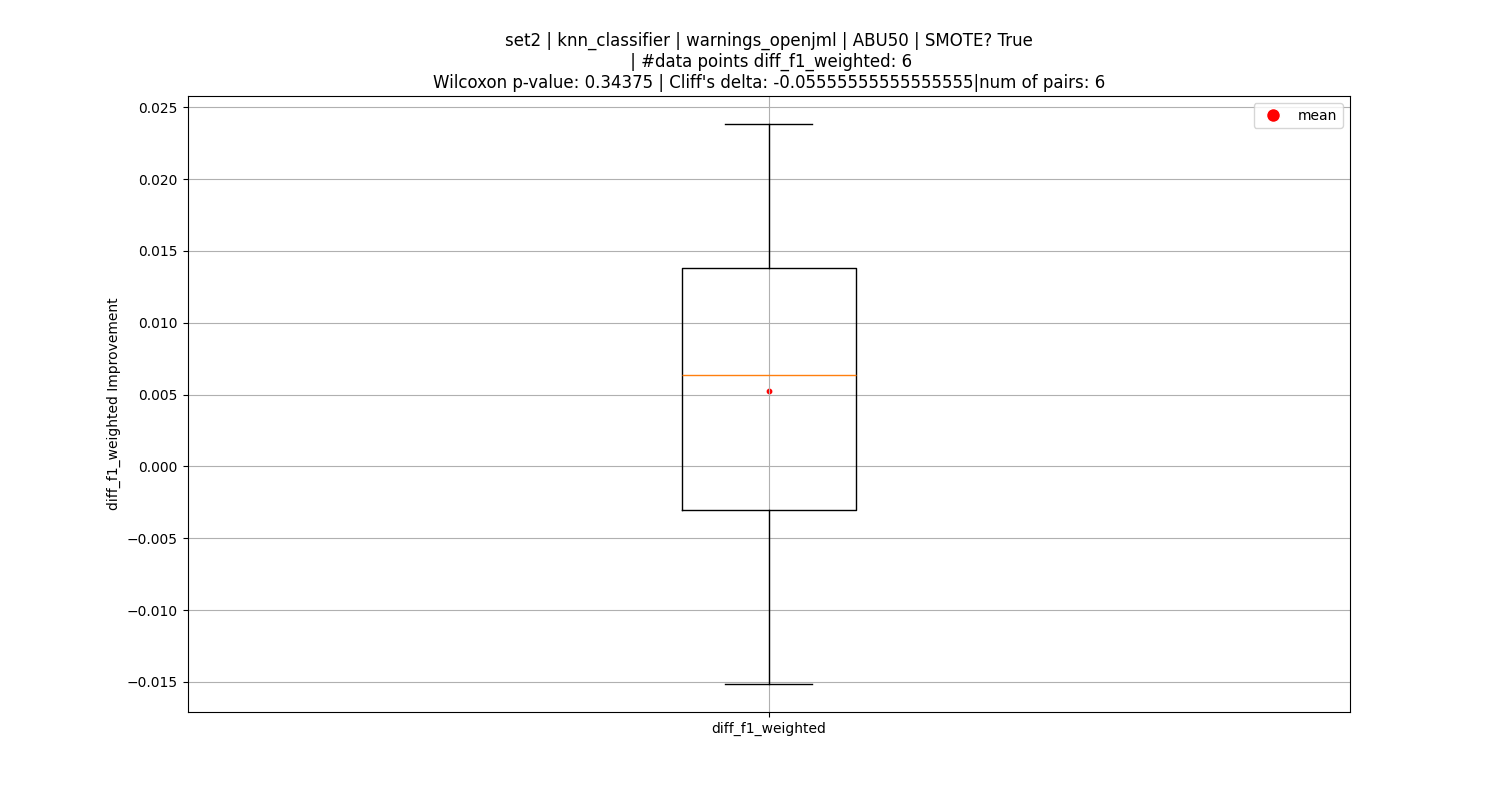 set2 | knn_classifier | warnings_openjml | ABU50 | SMOTE? True
| #data points diff_f1_weighted: 6
Wilcoxon p-value: 0.34375 | Cliff's delta: -0.05555555555555555|num of pairs: 6
mean
0.025
0.020
0.015
0.010
0.005
0.000
−0.005
−0.010
−0.015
diff_f1_weighted Improvement
diff_f1_weighted